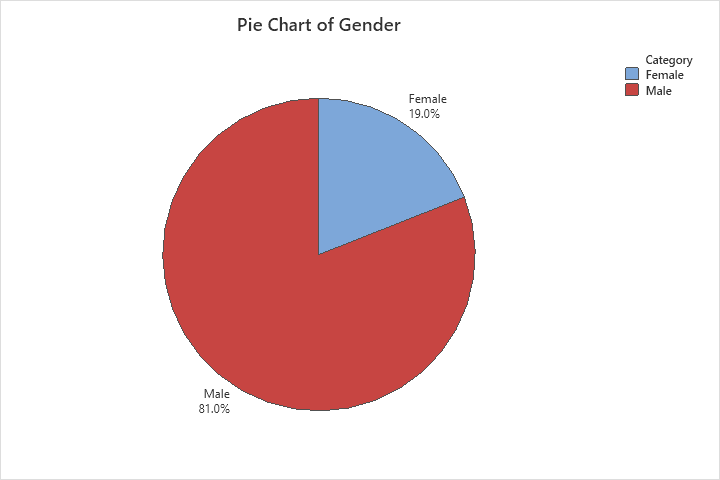 Pie Chart of Gender
Category
Female
Male
Female
19.0%
Male
81.0%